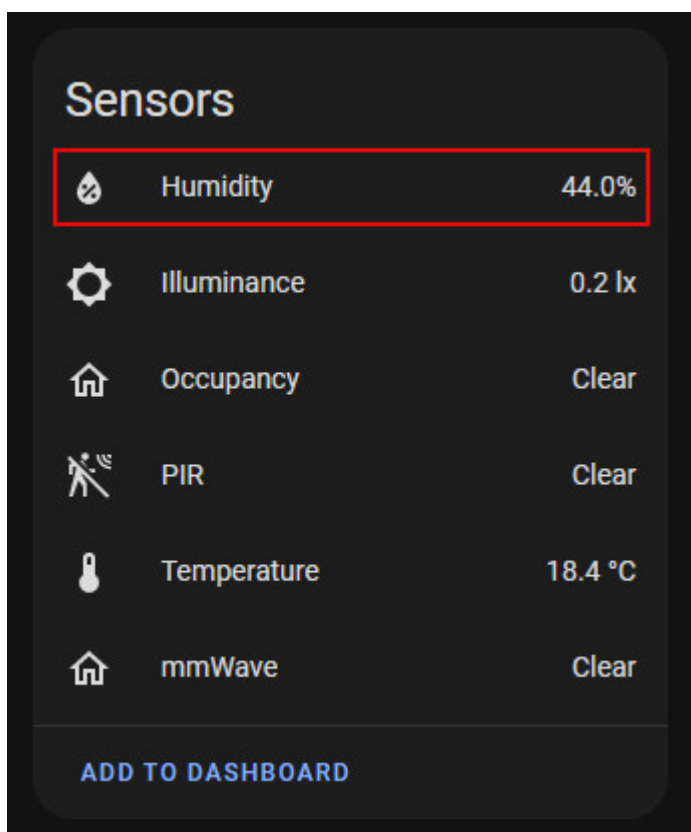 Sensors
Humidity 44.0%
Illuminance 0.2 lx
Occupancy Clear
PIR Clear
Temperature 18.4 °C
mmWave Clear
ADD TO DASHBOARD